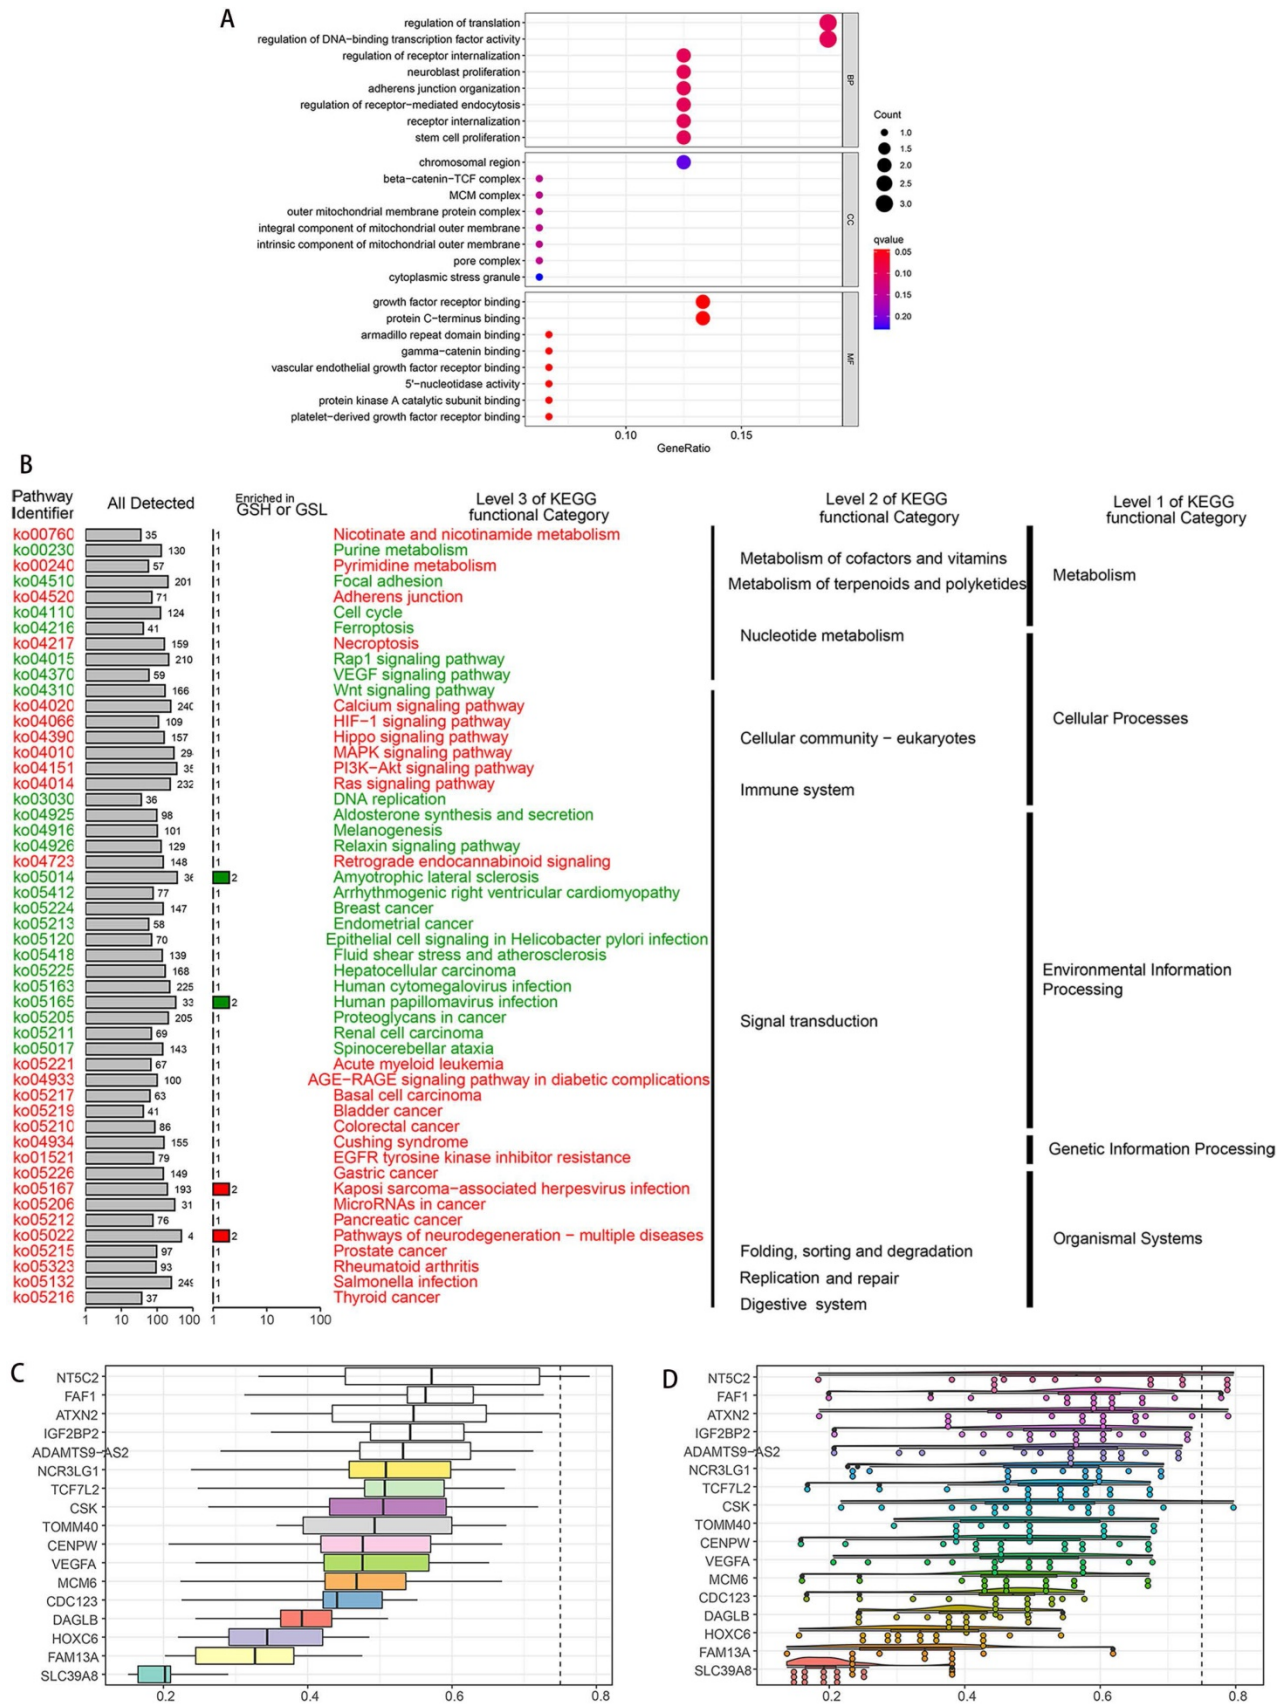 A
regulation of translation
regulation of DNA−binding transcription factor activity
regulation of receptor internalization
neuroblast proliferation
adherens junction organization
regulation of receptor−mediated endocytosis
receptor internalization
stem cell proliferation
BP
chromosomal region
beta−catenin−TCF complex
MCM complex
outer mitochondrial membrane protein complex
integral component of mitochondrial outer membrane
intrinsic component of mitochondrial outer membrane
pore complex
cytoplasmic stress granule
CC
growth factor receptor binding
protein C−terminus binding
armadillo repeat domain binding
gamma−catenin binding
vascular endothelial growth factor receptor binding
5'−nucleotidase activity
protein kinase A catalytic subunit binding
platelet−derived growth factor receptor binding
MF
0.10 0.15
GeneRatio
Count
1.0
1.5
2.0
2.5
3.0
qvalue
0.05
0.10
0.15
0.20
B
Pathway Identifier
All Detected
Enriched in GSH or GSL
Level 3 of KEGG functional Category
Level 2 of KEGG functional Category
Level 1 of KEGG functional Category
ko00760 35 1 Nicotinate and nicotinamide metabolism
ko00230 130 1 Purine metabolism
ko00240 57 1 Pyrimidine metabolism
ko04510 201 1 Focal adhesion
ko04520 71 1 Adherens junction
ko04110 124 1 Cell cycle
ko04216 41 1 Ferroptosis
ko04217 159 1 Necroptosis
ko04015 210 1 Rap1 signaling pathway
ko04370 59 1 VEGF signaling pathway
ko04310 166 1 Wnt signaling pathway
ko04020 240 1 Calcium signaling pathway
ko04066 109 1 HIF−1 signaling pathway
ko04390 157 1 Hippo signaling pathway
ko04010 29 1 MAPK signaling pathway
ko04151 35 1 PI3K−Akt signaling pathway
ko04014 232 1 Ras signaling pathway
ko03030 36 1 DNA replication
ko04925 98 1 Aldosterone synthesis and secretion
ko04916 101 1 Melanogenesis
ko04926 129 1 Relaxin signaling pathway
ko04723 148 1 Retrograde endocannabinoid signaling
ko05014 36 2 Amyotrophic lateral sclerosis
ko05412 77 1 Arrhythmogenic right ventricular cardiomyopathy
ko05224 147 1 Breast cancer
ko05213 58 1 Endometrial cancer
ko05120 70 1 Epithelial cell signaling in Helicobacter pylori infection
ko05418 139 1 Fluid shear stress and atherosclerosis
ko05225 168 1 Hepatocellular carcinoma
ko05163 225 1 Human cytomegalovirus infection
ko05165 33 2 Human papillomavirus infection
ko05205 205 1 Proteoglycans in cancer
ko05211 69 1 Renal cell carcinoma
ko05017 143 1 Spinocerebellar ataxia
ko05221 67 1 Acute myeloid leukemia
ko04933 100 1 AGE−RAGE signaling pathway in diabetic complications
ko05217 63 1 Basal cell carcinoma
ko05219 41 1 Bladder cancer
ko05210 86 1 Colorectal cancer
ko04934 155 1 Cushing syndrome
ko01521 79 1 EGFR tyrosine kinase inhibitor resistance
ko05226 149 1 Gastric cancer
ko05167 193 2 Kaposi sarcoma−associated herpesvirus infection
ko05206 31 1 MicroRNAs in cancer
ko05212 76 1 Pancreatic cancer
ko05022 4 2 Pathways of neurodegeneration − multiple diseases
ko05215 97 1 Prostate cancer
ko05323 93 1 Rheumatoid arthritis
ko05132 249 1 Salmonella infection
ko05216 37 1 Thyroid cancer
1 10 100 100
1 10 100
Metabolism of cofactors and vitamins
Metabolism of terpenoids and polyketides
Nucleotide metabolism
Cellular community − eukaryotes
Immune system
Signal transduction
Folding, sorting and degradation
Replication and repair
Digestive system
Metabolism
Cellular Processes
Environmental Information
Processing
Genetic Information Processing
Organismal Systems
C
NT5C2
FAF1
ATXN2
IGF2BP2
ADAMTS9−AS2
NCR3LG1
TCF7L2
CSK
TOMM40
CENPW
VEGFA
MCM6
CDC123
DAGLB
HOXC6
FAM13A
SLC39A8
0.2 0.4 0.6 0.8
D
NT5C2
FAF1
ATXN2
IGF2BP2
ADAMTS9−AS2
NCR3LG1
TCF7L2
CSK
TOMM40
CENPW
VEGFA
MCM6
CDC123
DAGLB
HOXC6
FAM13A
SLC39A8
0.2 0.4 0.6 0.8